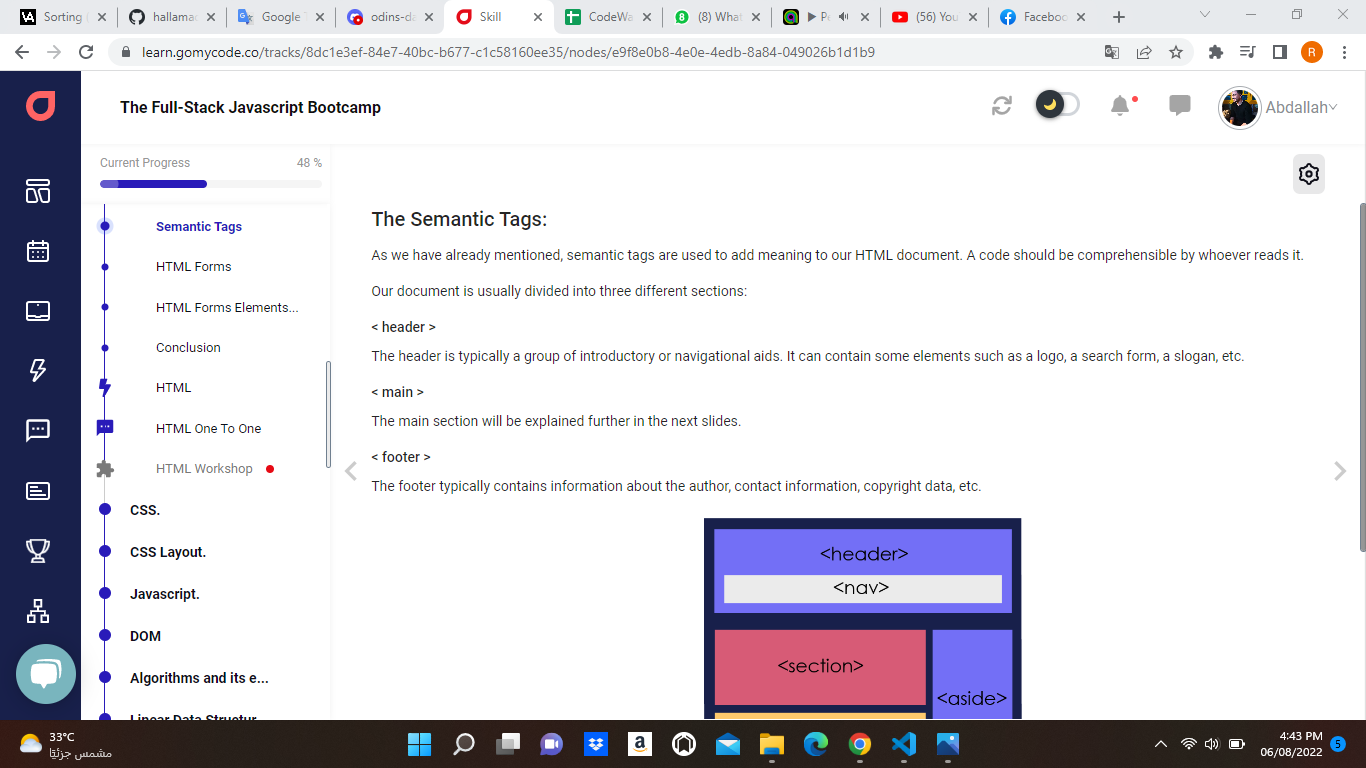 Sorting
hallamad
Google T
odins-da
Skill
CodeWa
(8) What
(56) You
Faceboo
learn.gomycode.co/tracks/8dc1e3ef-84e7-40bc-b677-c1c58160ee35/nodes/e9f8e0b8-4e0e-4edb-8a84-049026b1d1b9
R
The Full-Stack Javascript Bootcamp
Abdallah
Current Progress
48 %
Semantic Tags
HTML Forms
HTML Forms Elements...
Conclusion
HTML
HTML One To One
HTML Workshop
CSS.
CSS Layout.
Javascript.
DOM
Algorithms and its e...
Linear Data Structur
The Semantic Tags:
As we have already mentioned, semantic tags are used to add meaning to our HTML document. A code should be comprehensible by whoever reads it.
Our document is usually divided into three different sections:
< header >
The header is typically a group of introductory or navigational aids. It can contain some elements such as a logo, a search form, a slogan, etc.
< main >
The main section will be explained further in the next slides.
< footer >
The footer typically contains information about the author, contact information, copyright data, etc.
<header>
<nav>
<section>
<aside>
33°C
مشمس جزئيًا
4:43 PM
06/08/2022
5